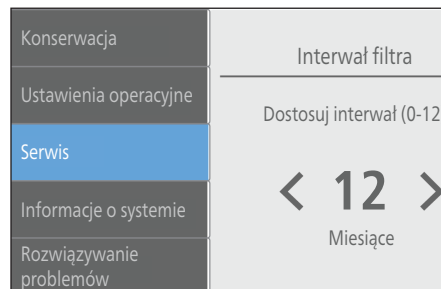 Konserwacja
Ustawienia operacyjne
Serwis
Informacje o systemie
Rozwiązywanie
problemów
Interwał filtra
Dostosuj interwał (0-12
12
Miesiące